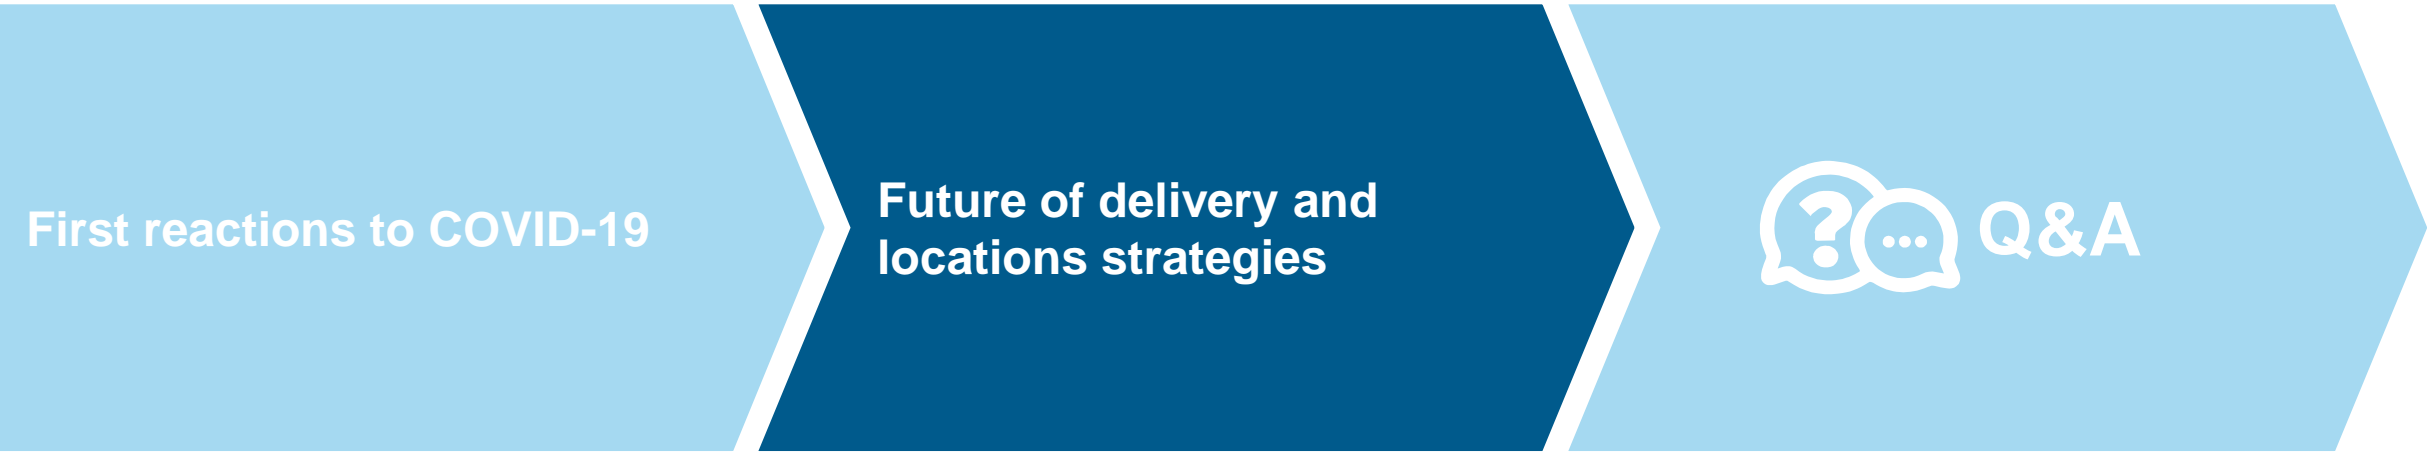 First reactions to COVID-19
Future of delivery and
locations strategies
Q&A